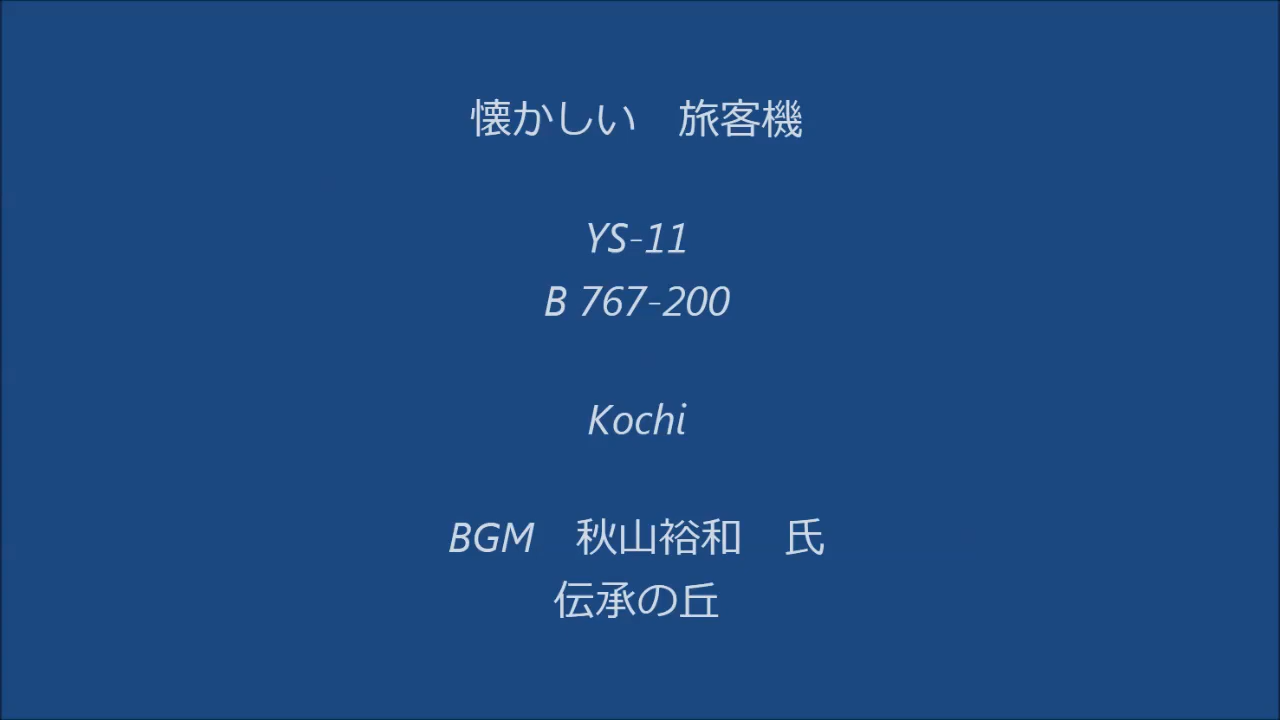 懐かしい　旅客機
YS-11
B 767-200
Kochi
BGM　秋山裕和　氏
伝承の丘